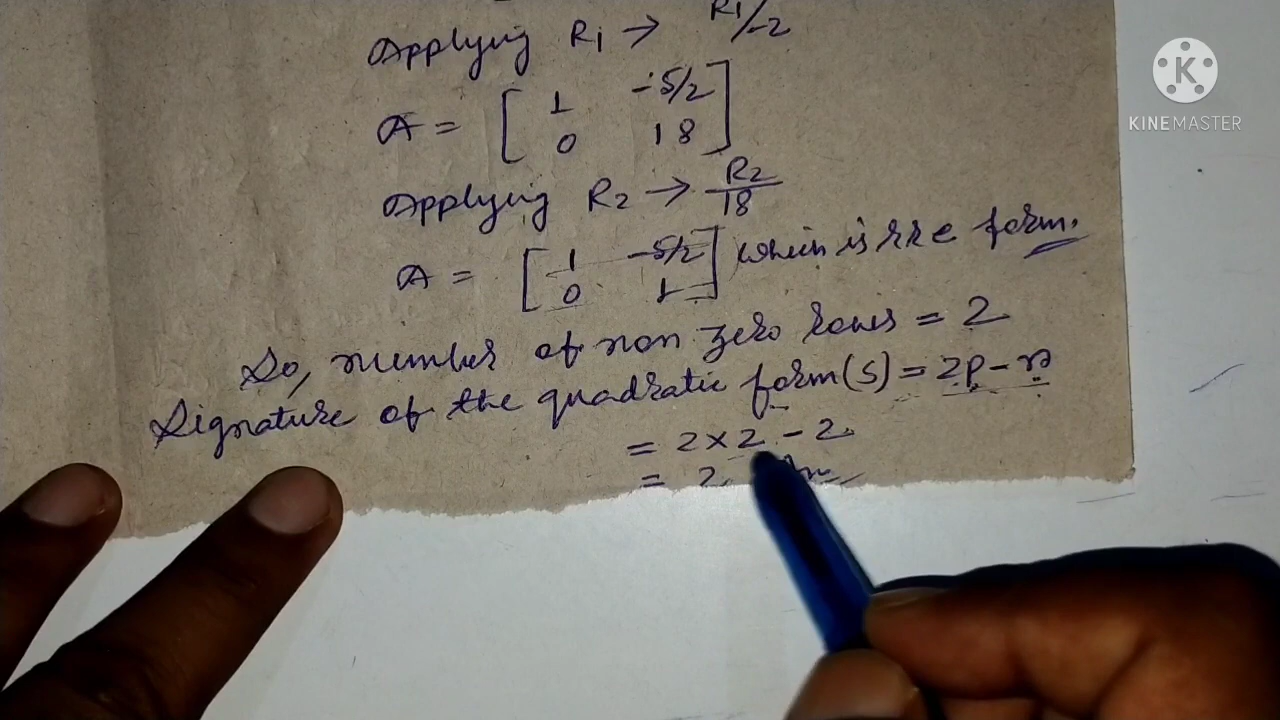 Applying R1 → R1/-2
A = [ 1 -5/2
0 18 ]
Applying R2 → R2/18
A = [ 1 -5/2
0 1 ] which is rre form.
So, number of non zero rows = 2
Signature of the quadratic form(s) = 2p-r
= 2×2-2
= 2
K
KINEMASTER